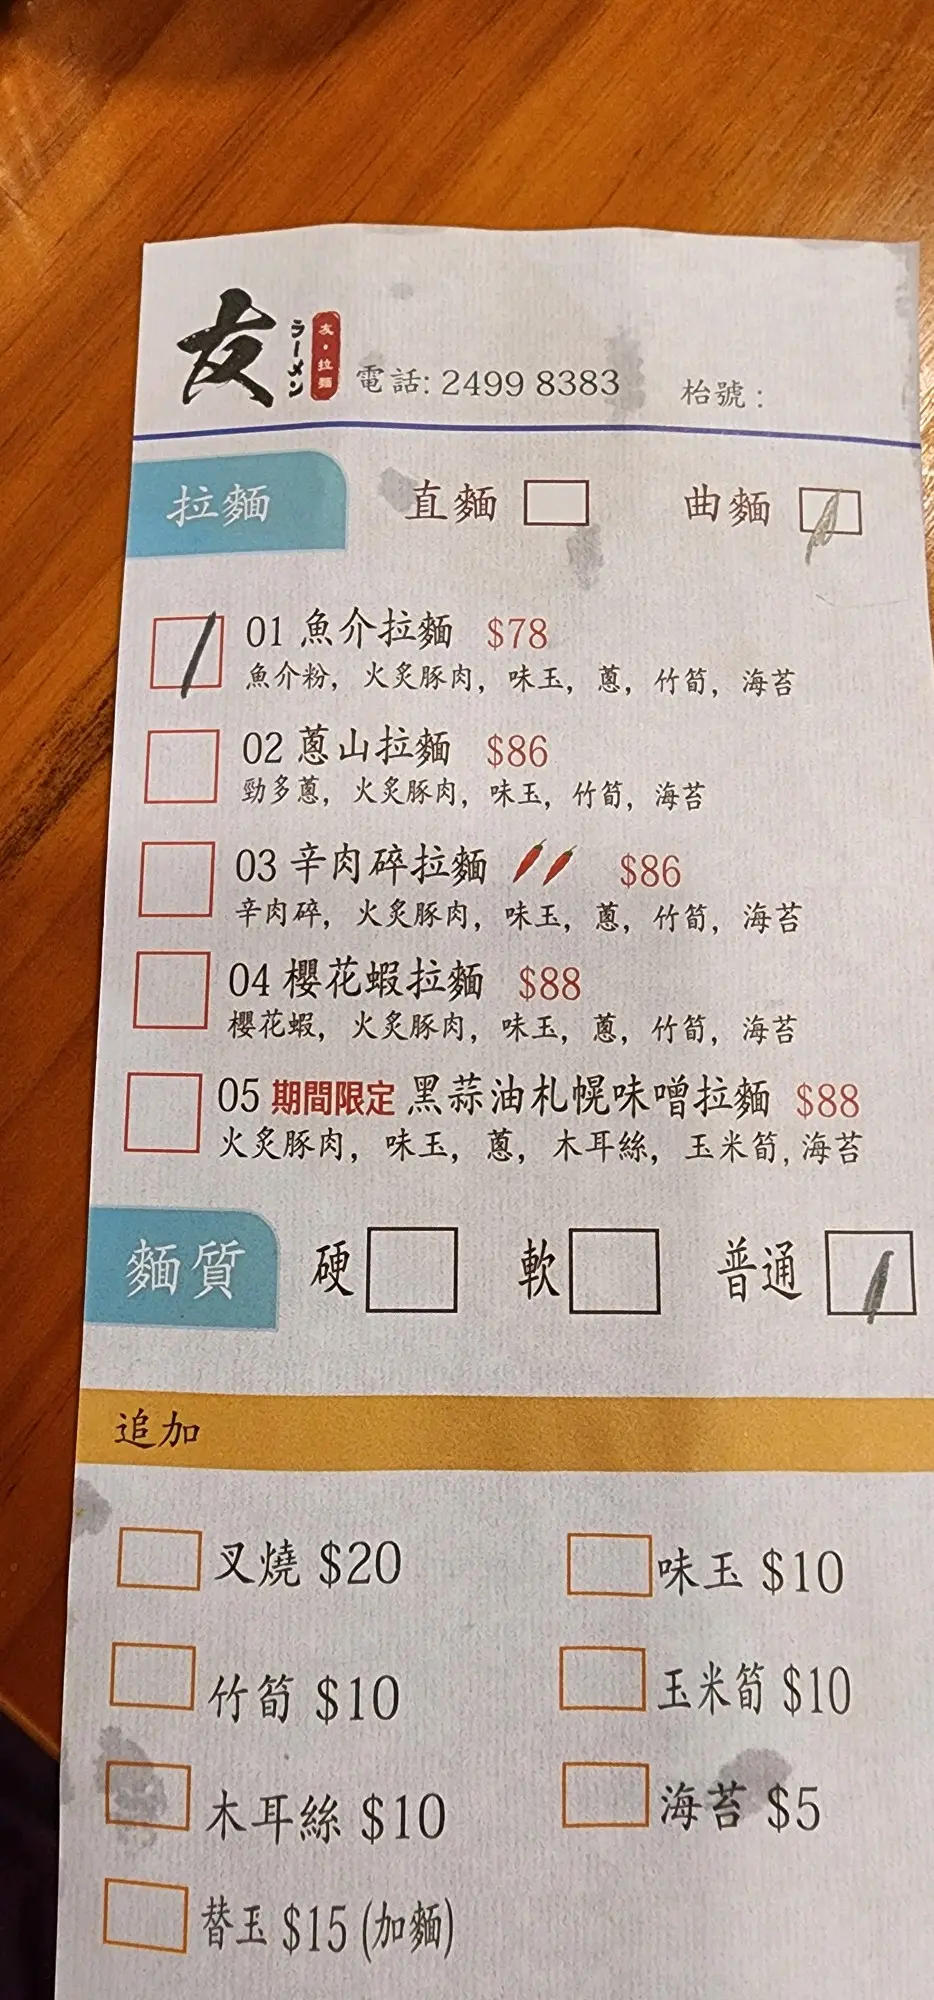 友 ラーメン 友・拉麵 電話: 2499 8383 枱號:
拉麵 直麵 曲麵
01 魚介拉麵 $78
魚介粉, 火炙豚肉, 味玉, 蔥, 竹筍, 海苔
02 蔥山拉麵 $86
勁多蔥, 火炙豚肉, 味玉, 竹筍, 海苔
03 辛肉碎拉麵 $86
辛肉碎, 火炙豚肉, 味玉, 蔥, 竹筍, 海苔
04 櫻花蝦拉麵 $88
櫻花蝦, 火炙豚肉, 味玉, 蔥, 竹筍, 海苔
05 期間限定 黑蒜油札幌味噌拉麵 $88
火炙豚肉, 味玉, 蔥, 木耳絲, 玉米筍, 海苔
麵質 硬 軟 普通
追加
叉燒 $20 味玉 $10
竹筍 $10 玉米筍 $10
木耳絲 $10 海苔 $5
替玉 $15 (加麵)